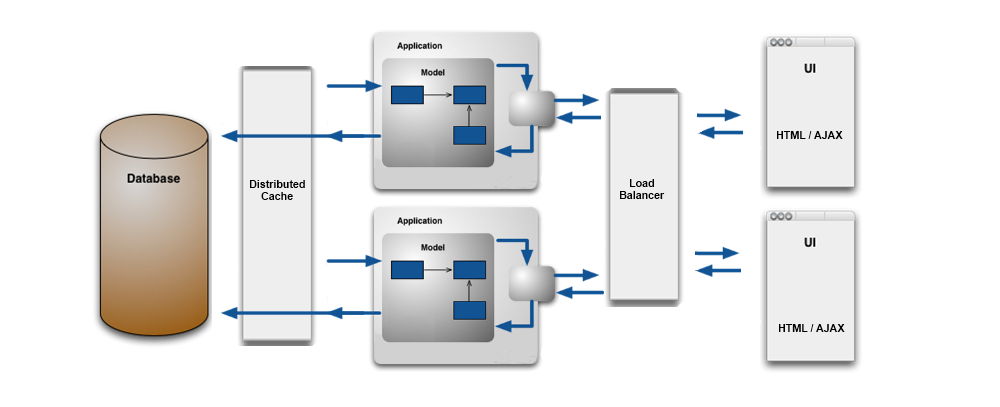 Database
Distributed
Cache
Application
Model
Application
Model
Load
Balancer
UI
HTML / AJAX
UI
HTML / AJAX